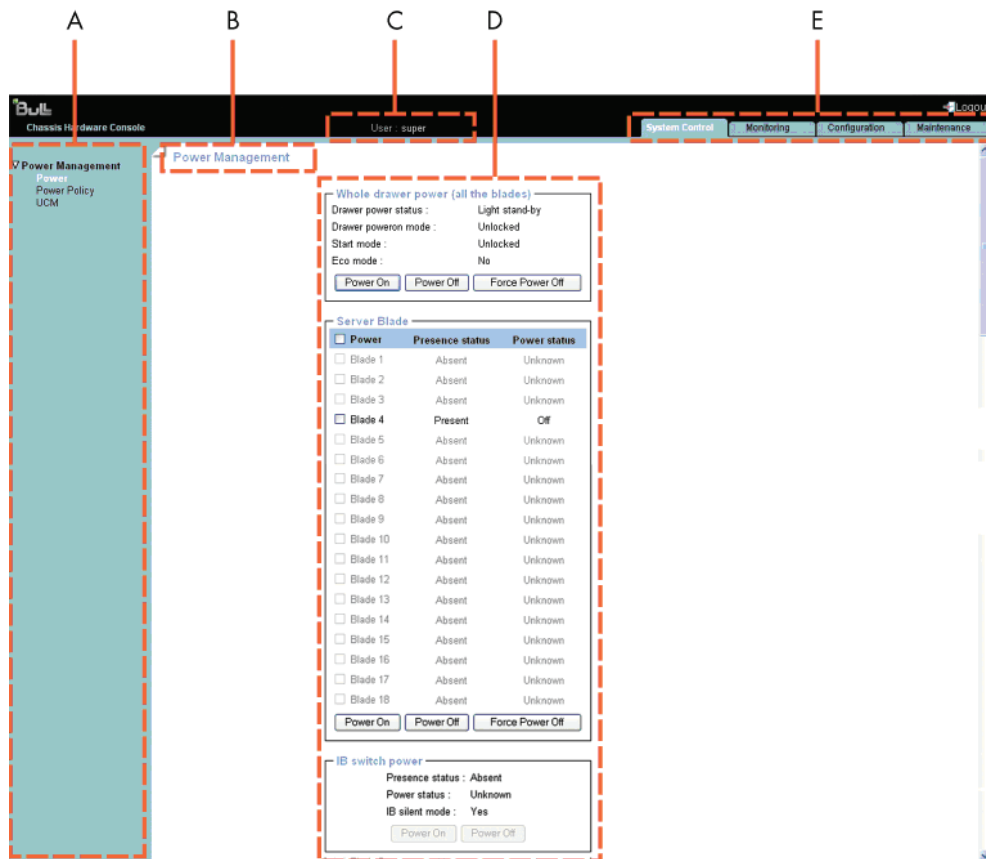 A B C D E
Bull
Logou
Chassis Hardware Console
User : super
System Control Monitoring Configuration Maintenance
Power Management
Power
Power Policy
UCM
Power Management
Whole drawer power (all the blades)
Drawer power status : Light stand-by
Drawer poweron mode : Unlocked
Start mode : Unlocked
Eco mode : No
Power On Power Off Force Power Off
Server Blade
Power Presence status Power status
Blade 1 Absent Unknown
Blade 2 Absent Unknown
Blade 3 Absent Unknown
Blade 4 Present Off
Blade 5 Absent Unknown
Blade 6 Absent Unknown
Blade 7 Absent Unknown
Blade 8 Absent Unknown
Blade 9 Absent Unknown
Blade 10 Absent Unknown
Blade 11 Absent Unknown
Blade 12 Absent Unknown
Blade 13 Absent Unknown
Blade 14 Absent Unknown
Blade 15 Absent Unknown
Blade 16 Absent Unknown
Blade 17 Absent Unknown
Blade 18 Absent Unknown
Power On Power Off Force Power Off
IB switch power
Presence status : Absent
Power status : Unknown
IB silent mode : Yes
Power On Power Off